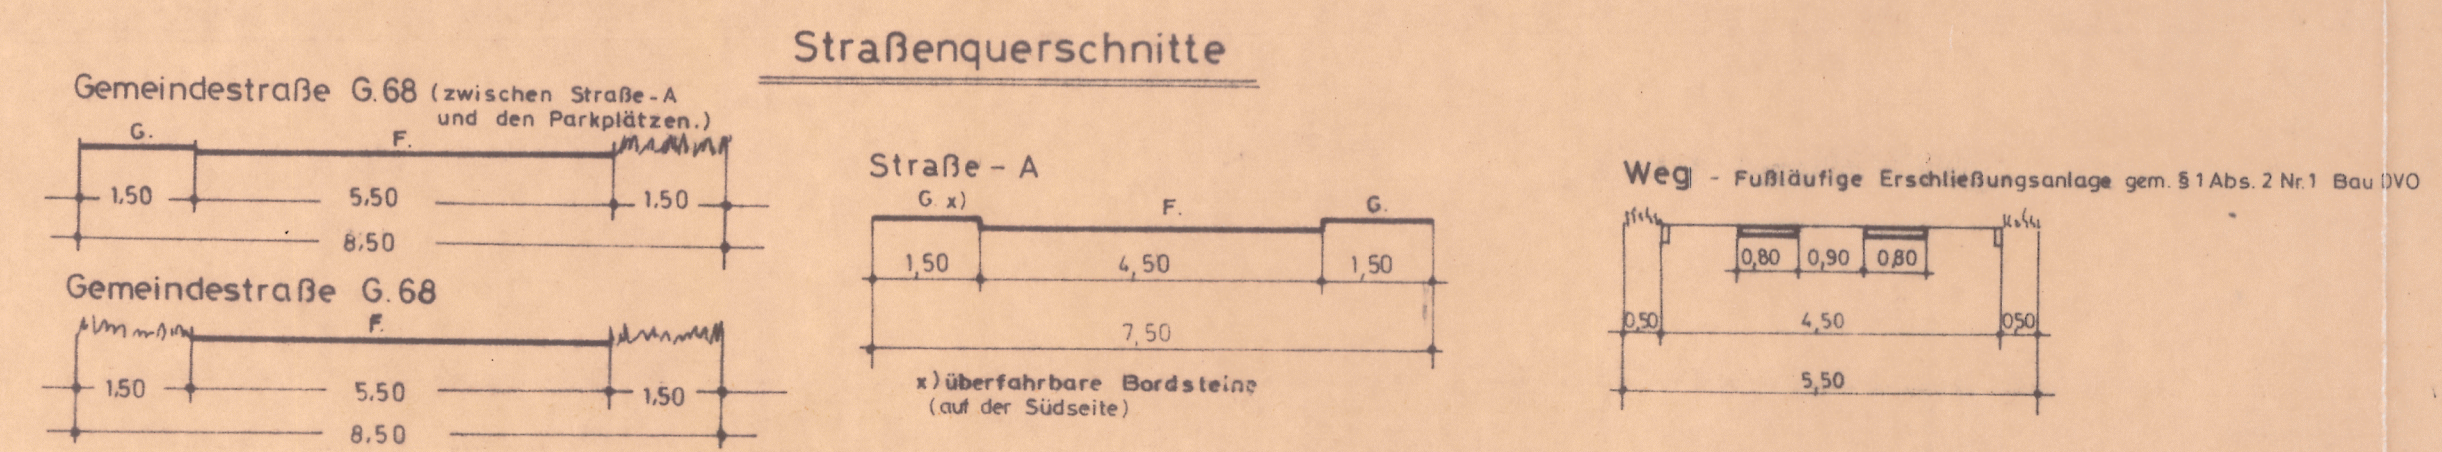 Straßenquerschnitte
Gemeindestraße G.68 (zwischen Straße-A
und den Parkplätzen.)
G. F.
1,50 5,50 1,50
8,50
Gemeindestraße G.68
F.
1,50 5,50 1,50
8,50
Straße - A
G. x) F. G.
1,50 4,50 1,50
7,50
x) überfahrbare Bordsteine
(auf der Südseite)
Weg - Fußläufige Erschließungsanlage gem. § 1 Abs. 2 Nr.1 Bau DVO
0,80 0,90 0,80
0,50 4,50 0,50
5,50